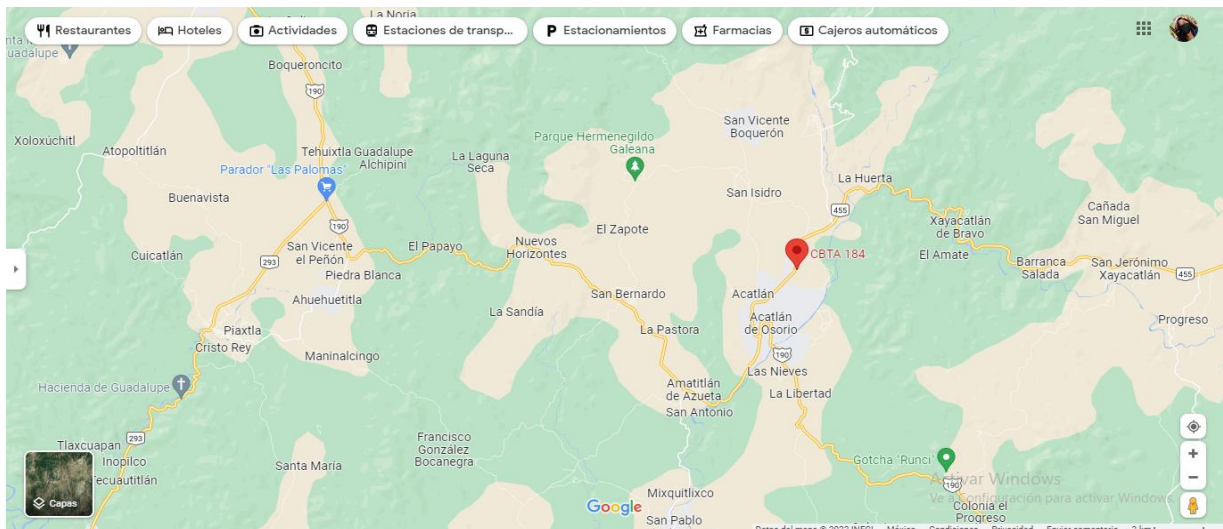 La Noria
Restaurantes
Hoteles
Actividades
Estaciones de transp...
Estacionamientos
Farmacias
Cajeros automáticos
Guadalupe
Boqueroncito
190
San Vicente
Boquerón
Xoloxúchitl
Atopoltitlán
Tehuixtla Guadalupe
Alchipini
La Laguna
Seca
Parque Hermenegildo
Galeana
Parador "Las Palomas"
La Huerta
Buenavista
San Isidro
455
Cañada
San Miguel
190
Xayacatlán
de Bravo
El Zapote
Cuicatlán
293
San Vicente
el Peñón
El Papayo
Nuevos
Horizontes
CBTA 184
El Amate
Barranca
Salada
San Jerónimo
Xayacatlán
455
Piedra Blanca
Ahuehuetitla
San Bernardo
Acatlán
La Sandía
Acatlán
de Osorio
Progreso
Piaxtla
Cristo Rey
La Pastora
Maninalcingo
190
Las Nieves
Hacienda de Guadalupe
Amatitlán
de Azueta
San Antonio
La Libertad
Tlaxcuapan
293
Francisco
González
Bocanegra
Inopilco
Tecuautitlán
Santa María
Gotcha "Runci"
Activar Windows
190
Ve a Configuración para activar Windows.
Capas
Mixquitlixco
Google
San Pablo
Colonia el
Progreso